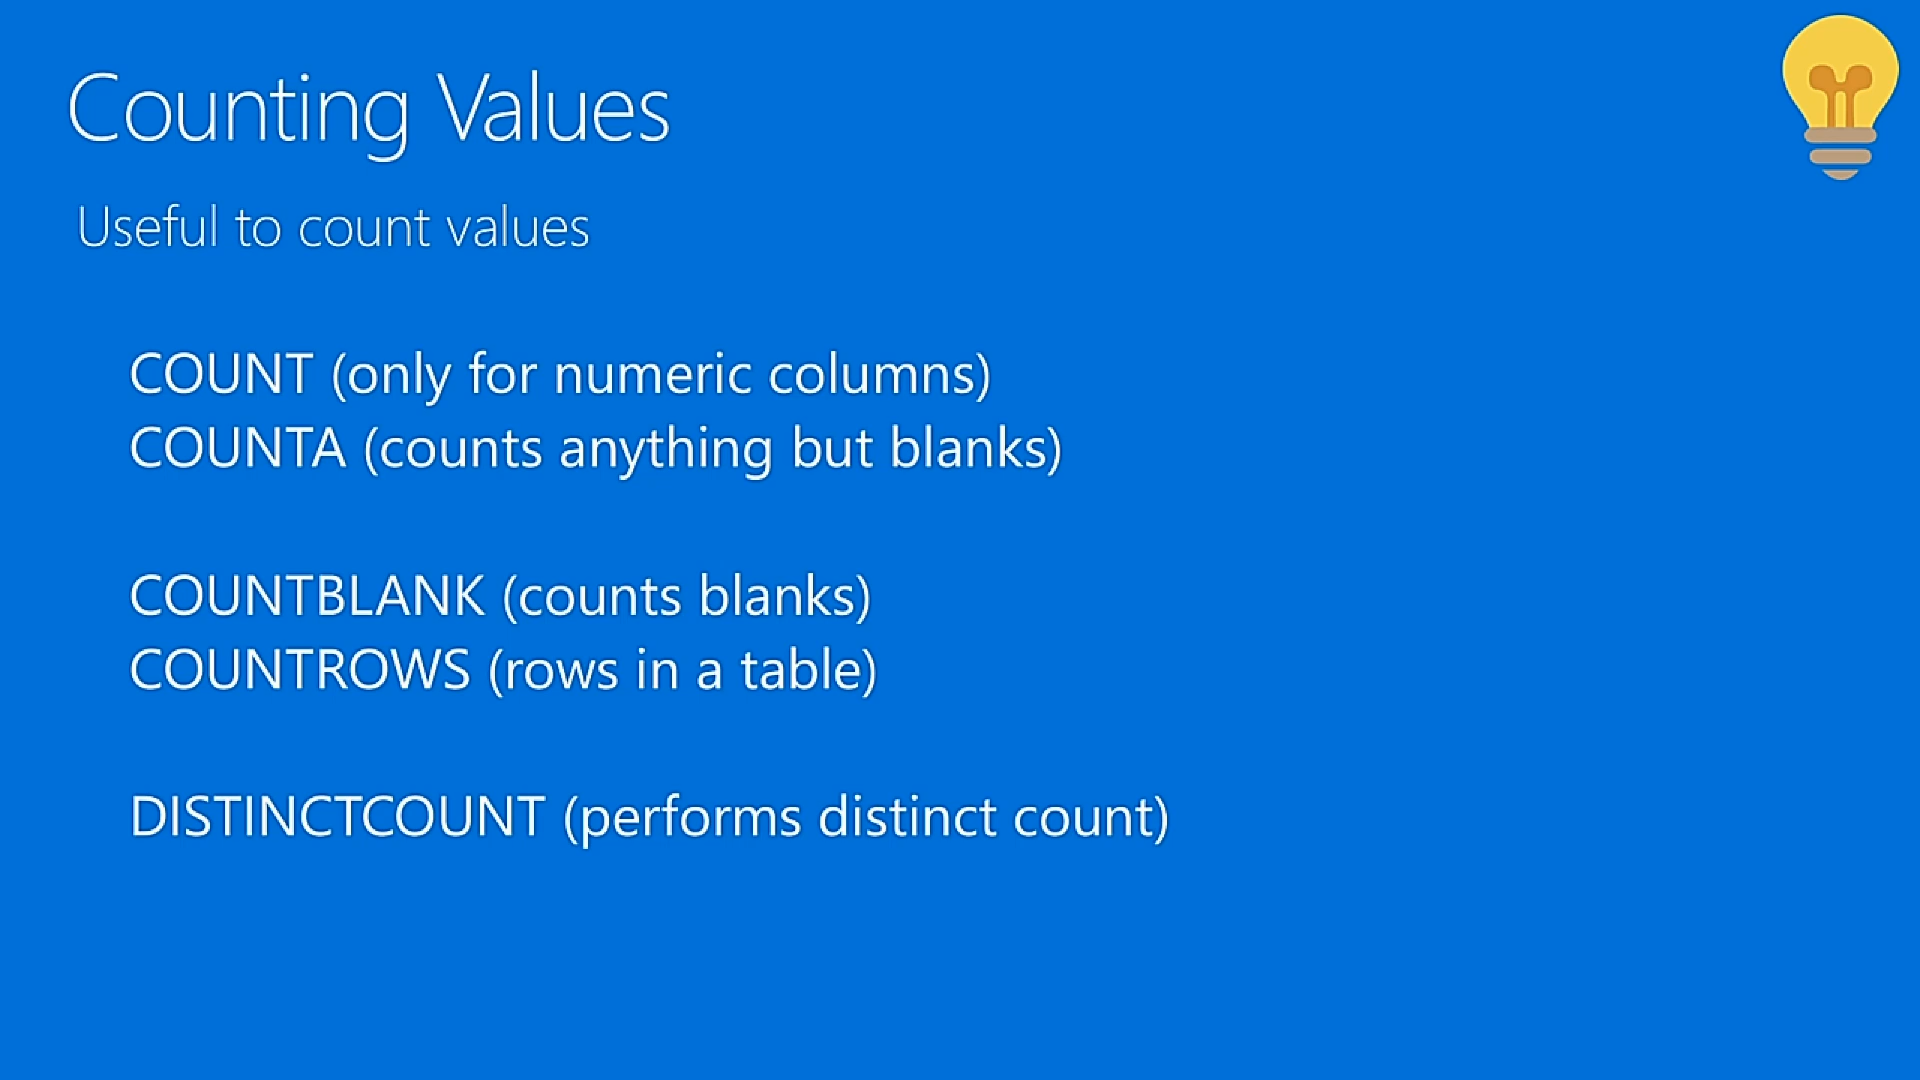 Counting Values
Useful to count values
COUNT (only for numeric columns)
COUNTA (counts anything but blanks)
COUNTBLANK (counts blanks)
COUNTROWS (rows in a table)
DISTINCTCOUNT (performs distinct count)